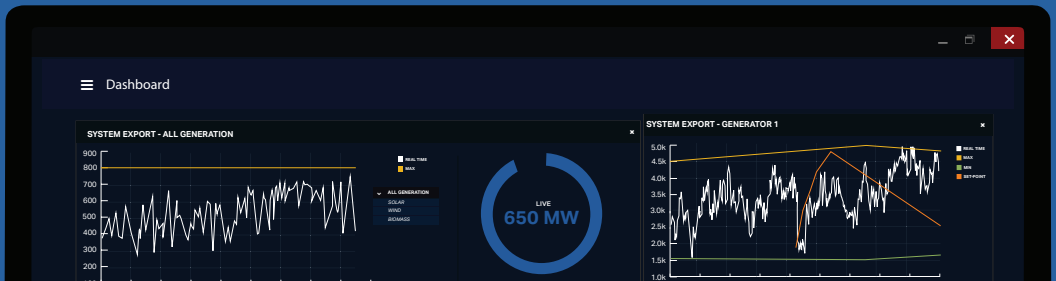 Dashboard
SYSTEM EXPORT - ALL GENERATION
900
800
700
600
500
400
300
200
REAL TIME
MAX
ALL GENERATION
SOLAR
WIND
BIOMASS
LIVE
650 MW
SYSTEM EXPORT - GENERATOR 1
5.0k
4.5k
4.0k
3.5k
3.0k
2.5k
2.0k
1.5k
1.0k
REAL TIME
MAX
MIN
SET-POINT